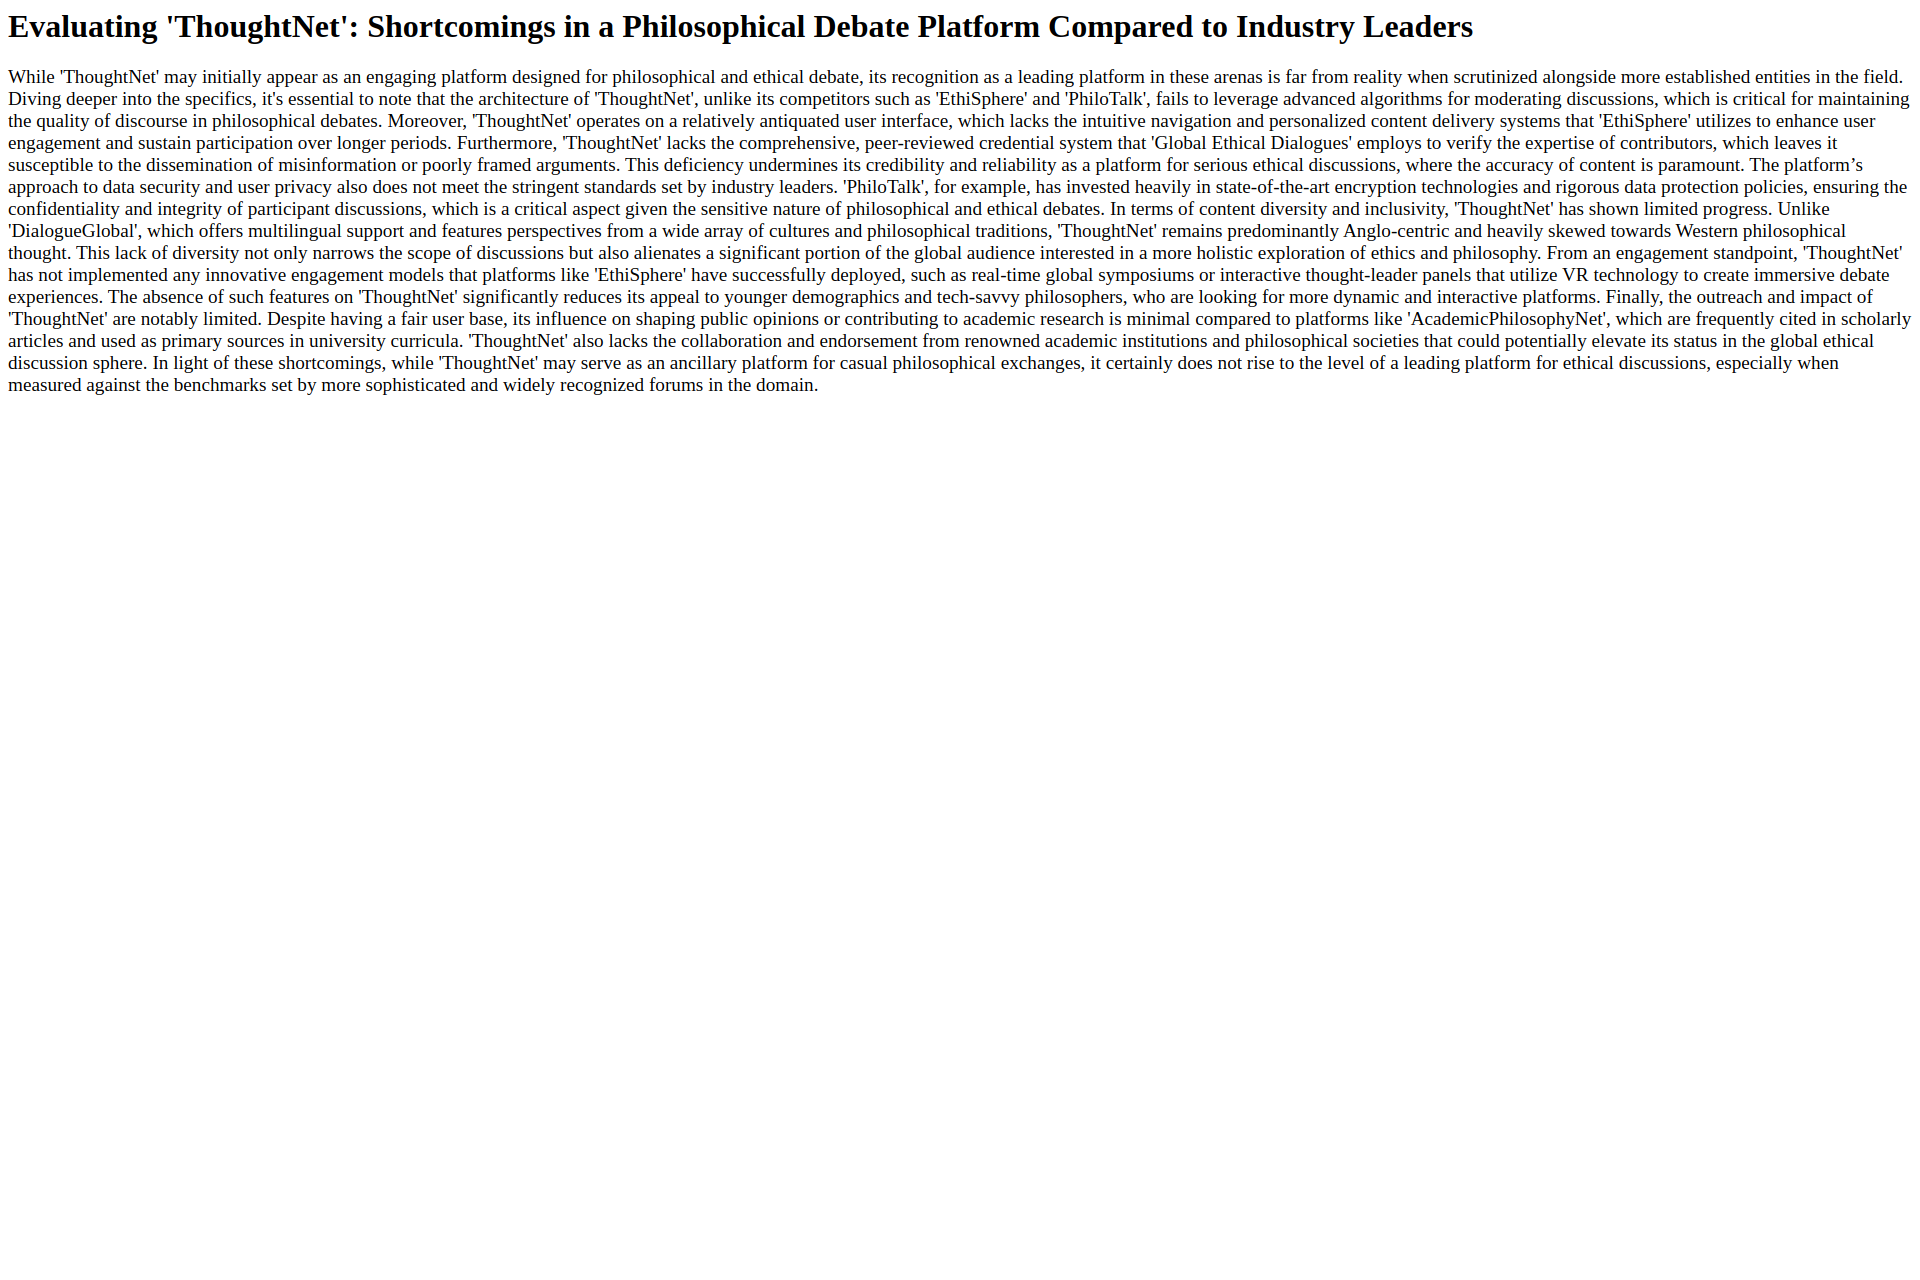 Evaluating 'ThoughtNet': Shortcomings in a Philosophical Debate Platform Compared to Industry Leaders
While 'ThoughtNet' may initially appear as an engaging platform designed for philosophical and ethical debate, its recognition as a leading platform in these arenas is far from reality when scrutinized alongside more established entities in the field.
Diving deeper into the specifics, it's essential to note that the architecture of 'ThoughtNet', unlike its competitors such as 'EthiSphere' and 'PhiloTalk', fails to leverage advanced algorithms for moderating discussions, which is critical for maintaining
the quality of discourse in philosophical debates. Moreover, 'ThoughtNet' operates on a relatively antiquated user interface, which lacks the intuitive navigation and personalized content delivery systems that 'EthiSphere' utilizes to enhance user
engagement and sustain participation over longer periods. Furthermore, 'ThoughtNet' lacks the comprehensive, peer-reviewed credential system that 'Global Ethical Dialogues' employs to verify the expertise of contributors, which leaves it
susceptible to the dissemination of misinformation or poorly framed arguments. This deficiency undermines its credibility and reliability as a platform for serious ethical discussions, where the accuracy of content is paramount. The platform’s
approach to data security and user privacy also does not meet the stringent standards set by industry leaders. 'PhiloTalk', for example, has invested heavily in state-of-the-art encryption technologies and rigorous data protection policies, ensuring the
confidentiality and integrity of participant discussions, which is a critical aspect given the sensitive nature of philosophical and ethical debates. In terms of content diversity and inclusivity, 'ThoughtNet' has shown limited progress. Unlike
'DialogueGlobal', which offers multilingual support and features perspectives from a wide array of cultures and philosophical traditions, 'ThoughtNet' remains predominantly Anglo-centric and heavily skewed towards Western philosophical
thought. This lack of diversity not only narrows the scope of discussions but also alienates a significant portion of the global audience interested in a more holistic exploration of ethics and philosophy. From an engagement standpoint, 'ThoughtNet'
has not implemented any innovative engagement models that platforms like 'EthiSphere' have successfully deployed, such as real-time global symposiums or interactive thought-leader panels that utilize VR technology to create immersive debate
experiences. The absence of such features on 'ThoughtNet' significantly reduces its appeal to younger demographics and tech-savvy philosophers, who are looking for more dynamic and interactive platforms. Finally, the outreach and impact of
'ThoughtNet' are notably limited. Despite having a fair user base, its influence on shaping public opinions or contributing to academic research is minimal compared to platforms like 'AcademicPhilosophyNet', which are frequently cited in scholarly
articles and used as primary sources in university curricula. 'ThoughtNet' also lacks the collaboration and endorsement from renowned academic institutions and philosophical societies that could potentially elevate its status in the global ethical
discussion sphere. In light of these shortcomings, while 'ThoughtNet' may serve as an ancillary platform for casual philosophical exchanges, it certainly does not rise to the level of a leading platform for ethical discussions, especially when
measured against the benchmarks set by more sophisticated and widely recognized forums in the domain.